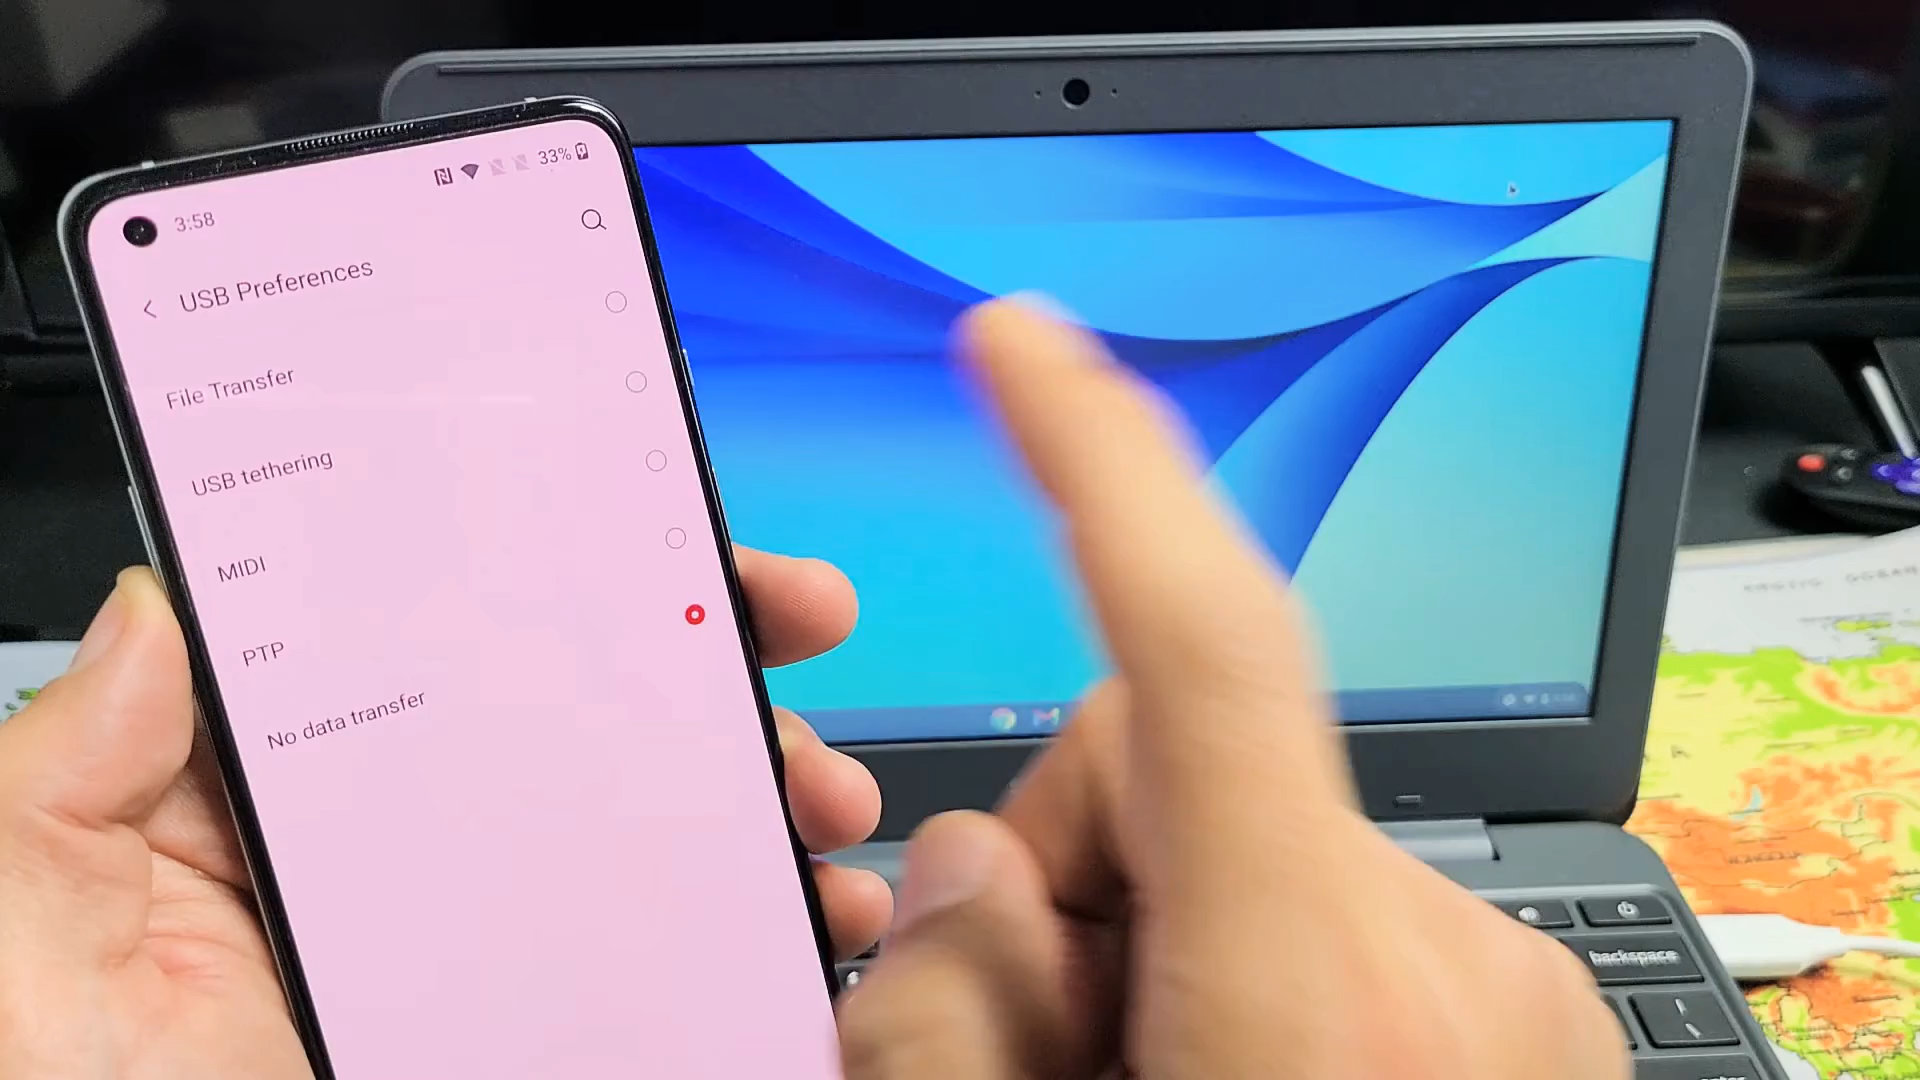 33%
3:58
USB Preferences
File Transfer
USB tethering
MIDI
PTP
No data transfer
backspace